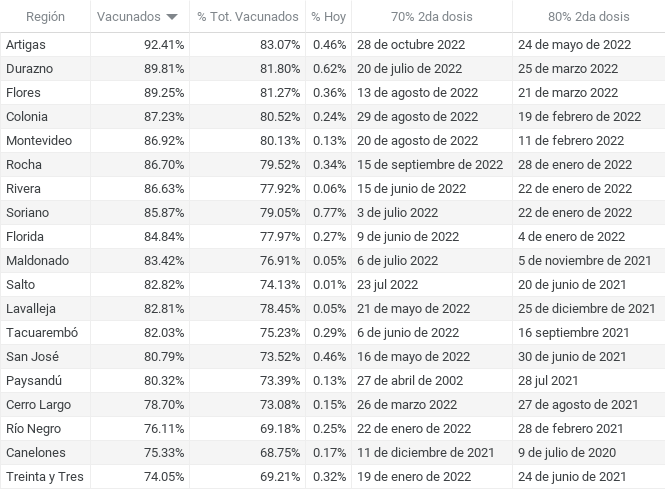 Región Vacunados % Tot. Vacunados % Hoy 70% 2da dosis 80% 2da dosis
Artigas 92.41% 83.07% 0.46% 28 de octubre 2022 24 de mayo de 2022
Durazno 89.81% 81.80% 0.62% 20 de julio de 2022 25 de marzo 2022
Flores 89.25% 81.27% 0.36% 13 de agosto de 2022 21 de marzo 2022
Colonia 87.23% 80.52% 0.24% 29 de agosto de 2022 19 de febrero de 2022
Montevideo 86.92% 80.13% 0.13% 20 de agosto de 2022 11 de febrero 2022
Rocha 86.70% 79.52% 0.34% 15 de septiembre de 2022 28 de enero de 2022
Rivera 86.63% 77.92% 0.06% 15 de junio de 2022 22 de enero de 2022
Soriano 85.87% 79.05% 0.77% 3 de julio 2022 22 de enero de 2022
Florida 84.84% 77.97% 0.27% 9 de junio de 2022 4 de enero de 2022
Maldonado 83.42% 76.91% 0.05% 6 de julio de 2022 5 de noviembre de 2021
Salto 82.82% 74.13% 0.01% 23 jul 2022 20 de junio de 2021
Lavalleja 82.81% 78.45% 0.05% 21 de mayo de 2022 25 de diciembre de 2021
Tacuarembó 82.03% 75.23% 0.29% 6 de junio de 2022 16 septiembre 2021
San José 80.79% 73.52% 0.46% 16 de mayo de 2022 30 de junio de 2021
Paysandú 80.32% 73.39% 0.13% 27 de abril de 2002 28 jul 2021
Cerro Largo 78.70% 73.08% 0.15% 26 de marzo de 2022 27 de agosto de 2021
Río Negro 76.11% 69.18% 0.25% 22 de enero de 2022 28 de febrero 2021
Canelones 75.33% 68.75% 0.17% 11 de diciembre de 2021 9 de julio de 2020
Treinta y Tres 74.05% 69.21% 0.32% 19 de enero de 2022 24 de junio de 2021